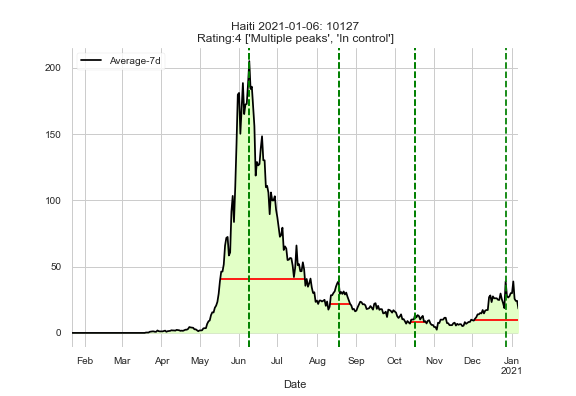 Haiti 2021-01-06: 10127
Rating:4 ['Multiple peaks', 'In control']
Average-7d
200
150
100
50
0
Feb Mar Apr May Jun Jul Aug Sep Oct Nov Dec Jan
2021
Date